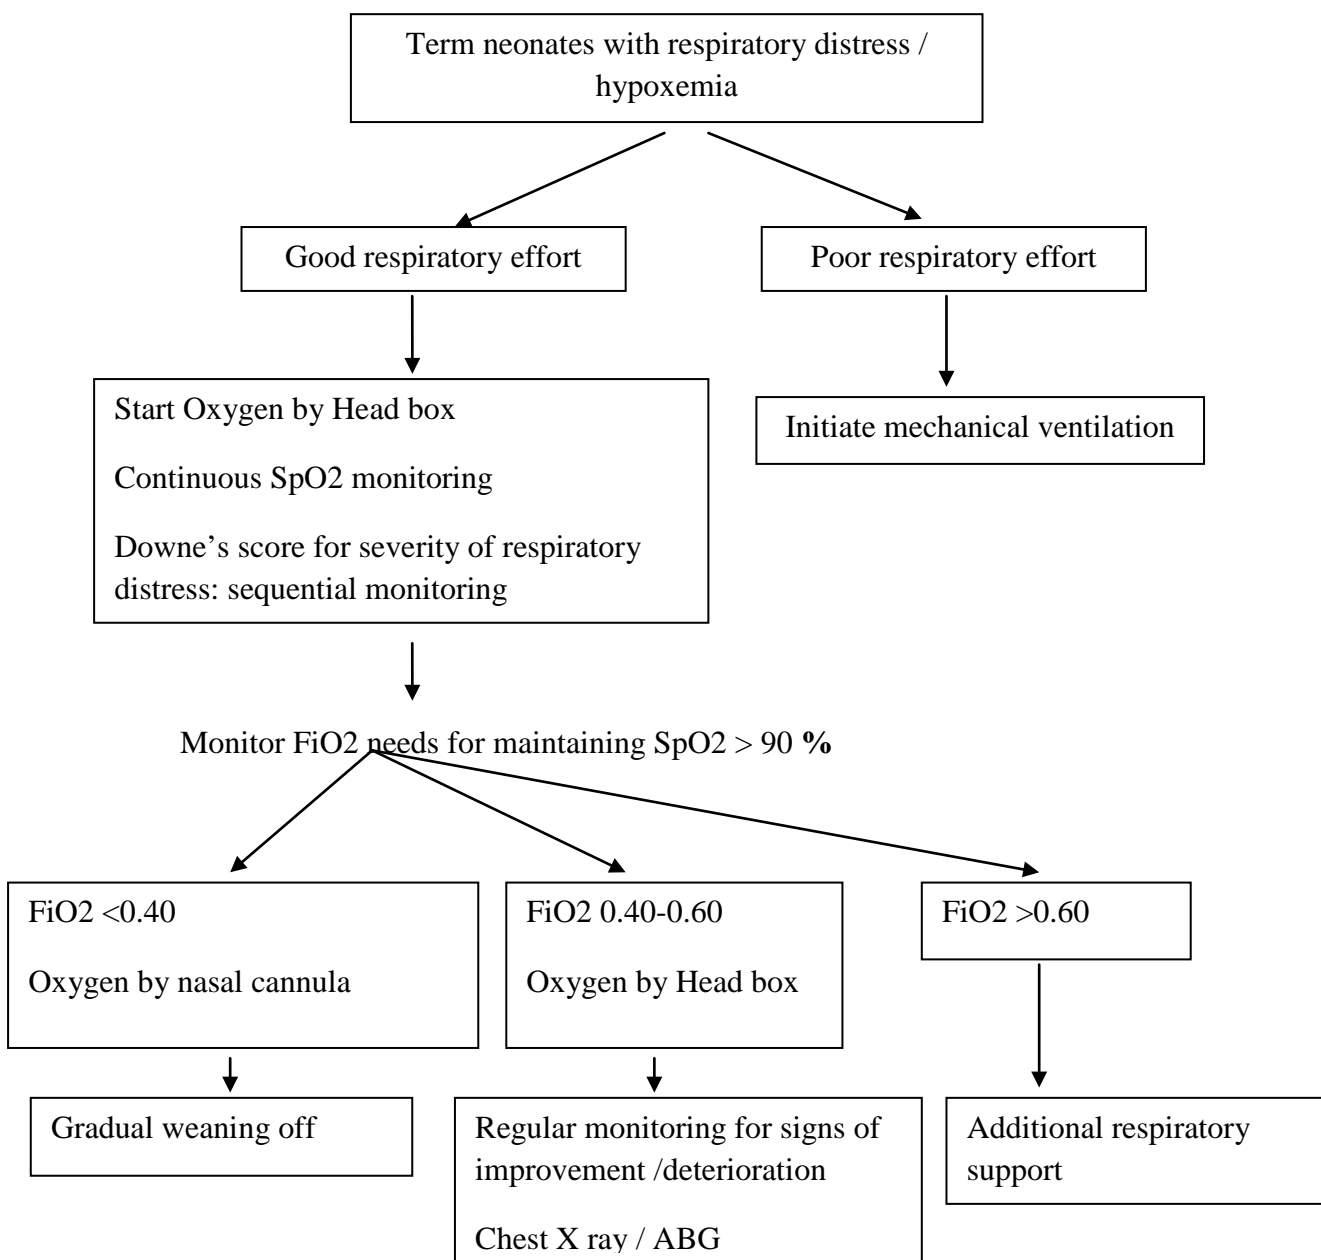 Term neonates with respiratory distress /
hypoxemia
Good respiratory effort
Poor respiratory effort
Start Oxygen by Head box
Continuous SpO2 monitoring
Downe’s score for severity of respiratory
distress: sequential monitoring
Initiate mechanical ventilation
Monitor FiO2 needs for maintaining SpO2 > 90 %
FiO2 <0.40
Oxygen by nasal cannula
FiO2 0.40-0.60
Oxygen by Head box
FiO2 >0.60
Gradual weaning off
Regular monitoring for signs of
improvement /deterioration
Chest X ray / ABG
Additional respiratory
support